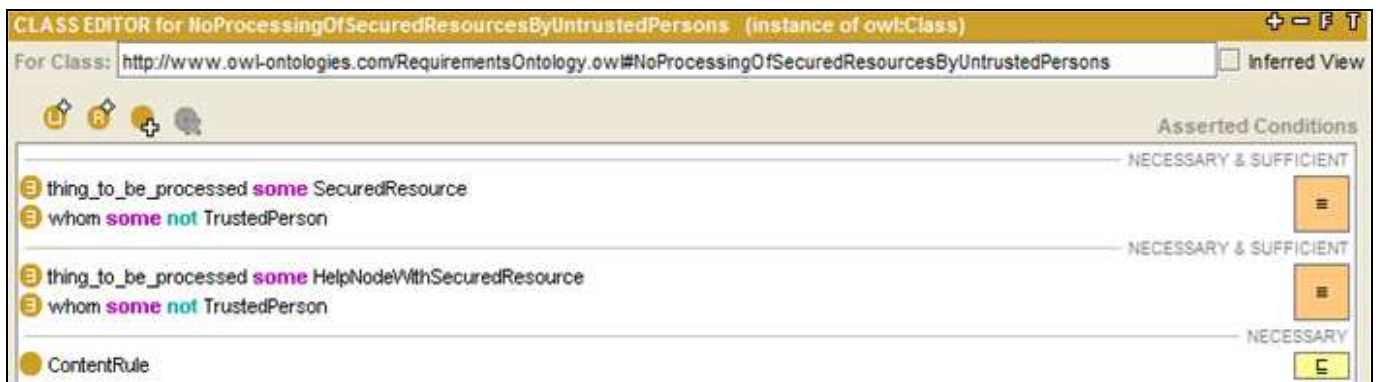 CLASS EDITOR for NoProcessingOfSecuredResourcesByUntrustedPersons (instance of owl:Class)
For Class: http://www.owl-ontologies.com/RequirementsOntology.owl#NoProcessingOfSecuredResourcesByUntrustedPersons Inferred View
Asserted Conditions
NECESSARY & SUFFICIENT
thing_to_be_processed some SecuredResource
whom some not TrustedPerson
NECESSARY & SUFFICIENT
thing_to_be_processed some HelpNodeWithSecuredResource
whom some not TrustedPerson
NECESSARY
ContentRule